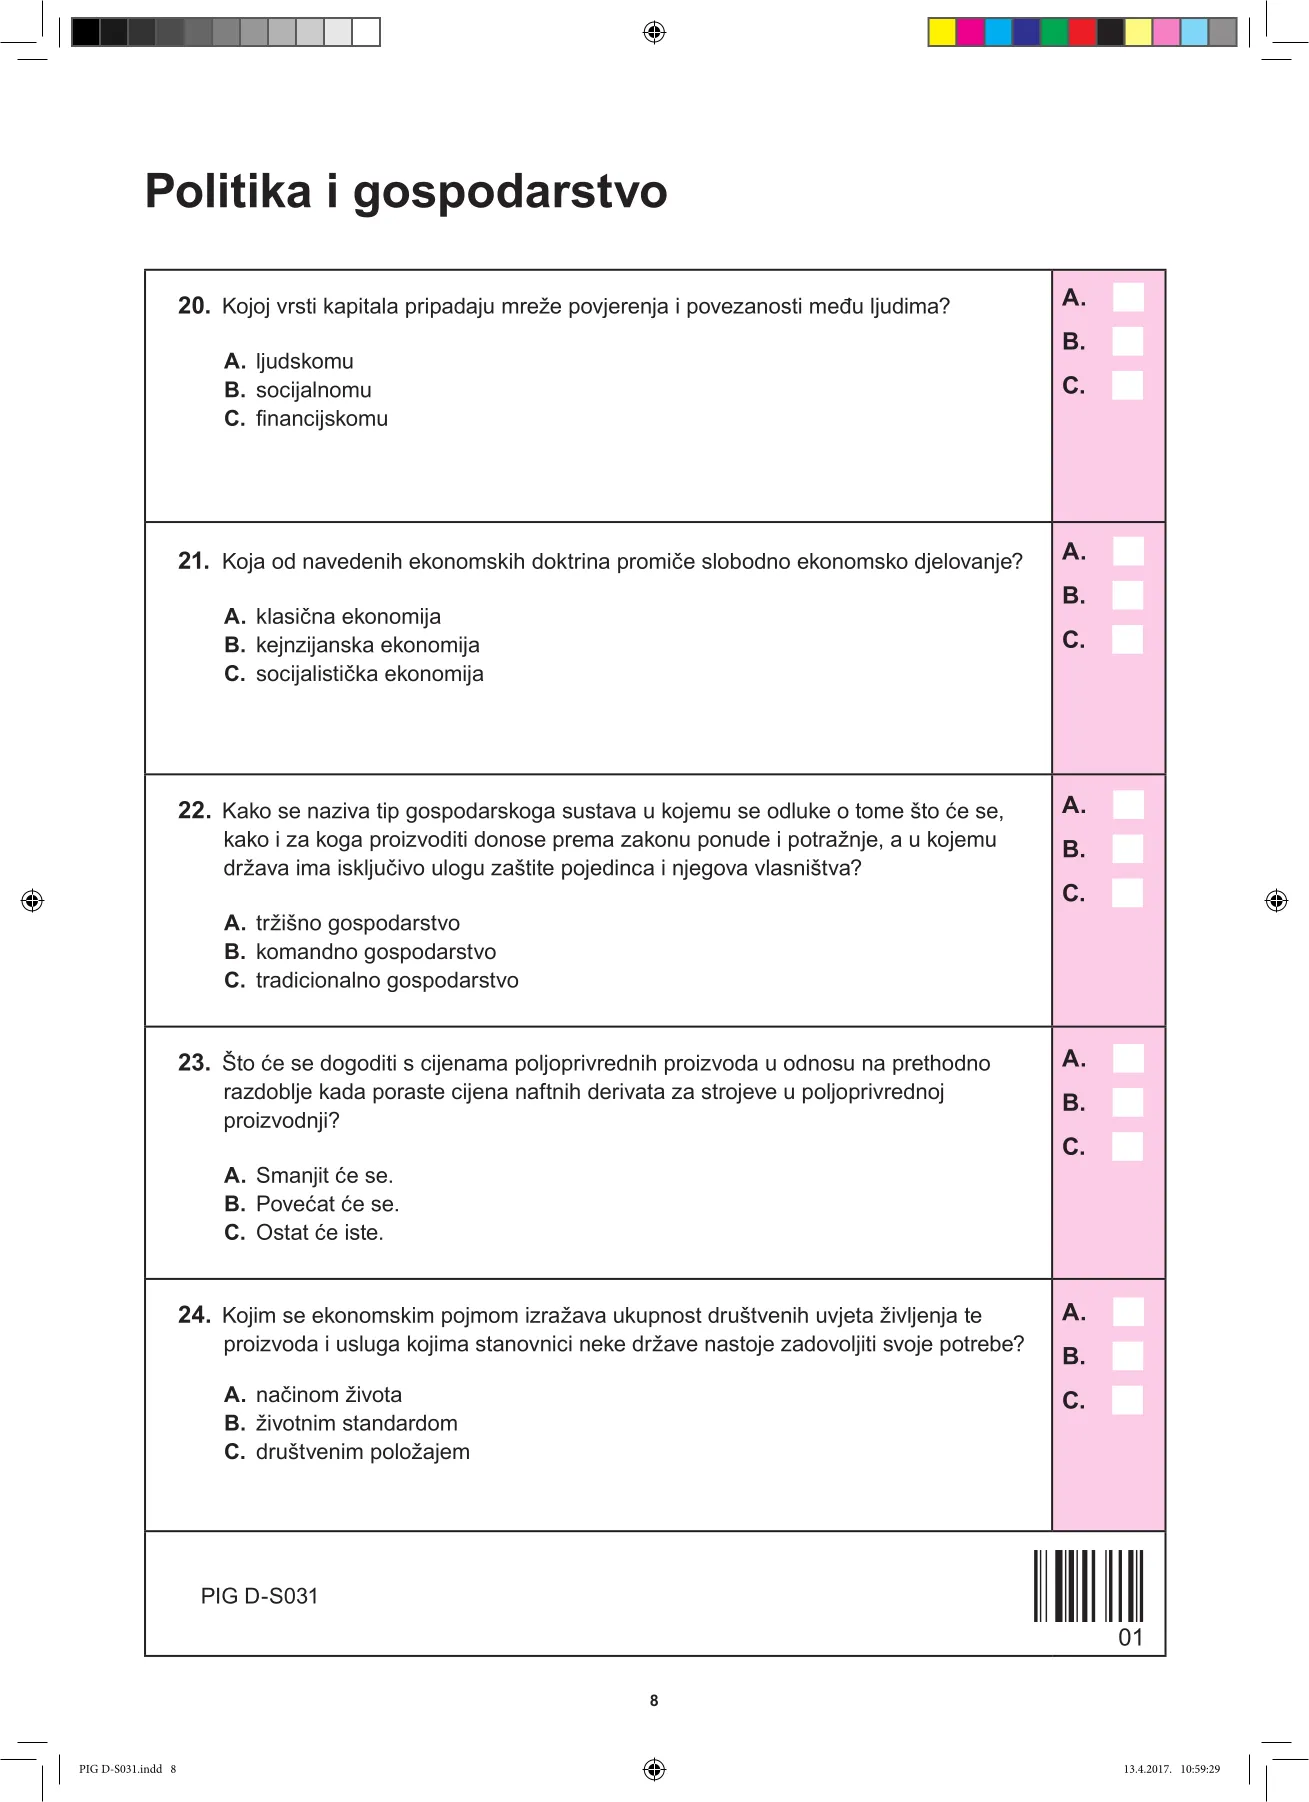 Politika i gospodarstvo
20. Kojoj vrsti kapitala pripadaju mreže povjerenja i povezanosti među ljudima?
A. ljudskomu
B. socijalnomu
C. financijskomu
A.
B.
C.
21. Koja od navedenih ekonomskih doktrina promiče slobodno ekonomsko djelovanje?
A. klasična ekonomija
B. kejnzijanska ekonomija
C. socijalistička ekonomija
A.
B.
C.
22. Kako se naziva tip gospodarskoga sustava u kojemu se odluke o tome što će se,
kako i za koga proizvoditi donose prema zakonu ponude i potražnje, a u kojemu
država ima isključivo ulogu zaštite pojedinca i njegova vlasništva?
A. tržišno gospodarstvo
B. komandno gospodarstvo
C. tradicionalno gospodarstvo
A.
B.
C.
23. Što će se dogoditi s cijenama poljoprivrednih proizvoda u odnosu na prethodno
razdoblje kada poraste cijena naftnih derivata za strojeve u poljoprivrednoj
proizvodnji?
A. Smanjit će se.
B. Povećat će se.
C. Ostat će iste.
A.
B.
C.
24. Kojim se ekonomskim pojmom izražava ukupnost društvenih uvjeta življenja te
proizvoda i usluga kojima stanovnici neke države nastoje zadovoljiti svoje potrebe?
A. načinom života
B. životnim standardom
C. društvenim položajem
A.
B.
C.
PIG D-S031
01
8
PIG D-S031.indd 8
13.4.2017. 10:59:29